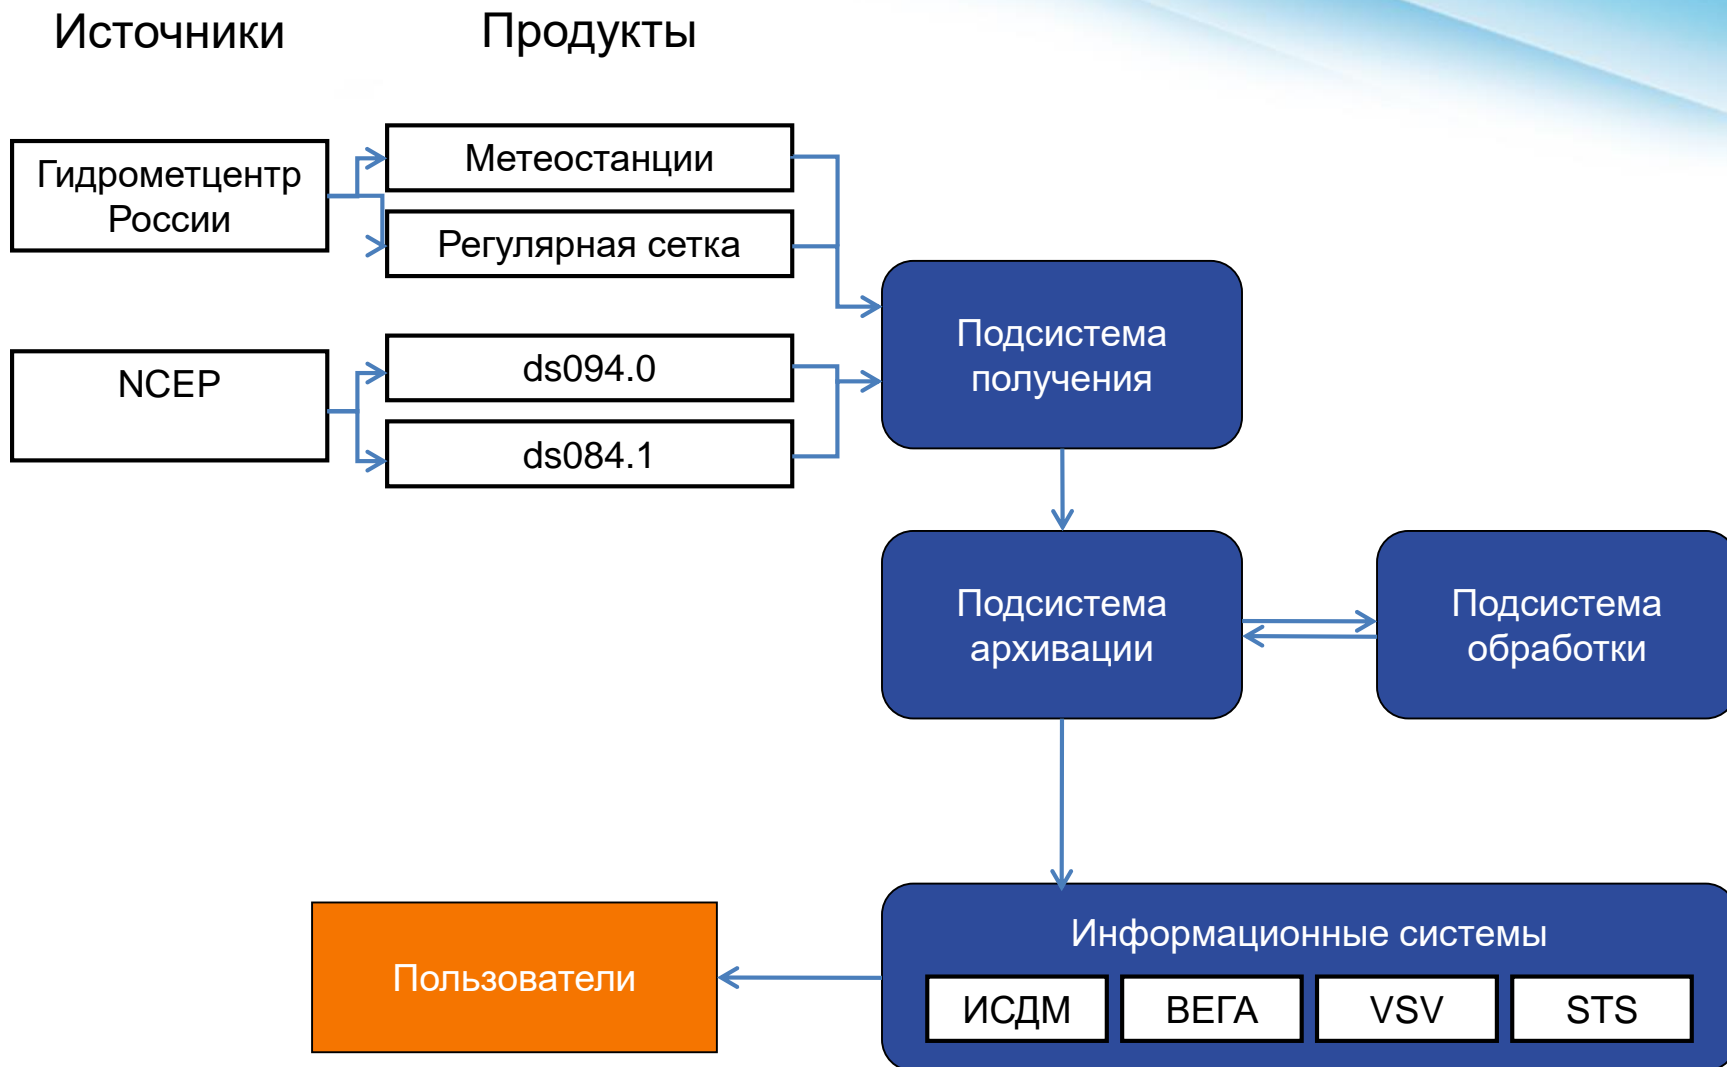 Источники
Продукты
Гидрометцентр
России
Метеостанции
Регулярная сетка
NCEP
ds094.0
ds084.1
Подсистема
получения
Подсистема
архивации
Подсистема
обработки
Информационные системы
ИСДМ
ВЕГА
VSV
STS
Пользователи